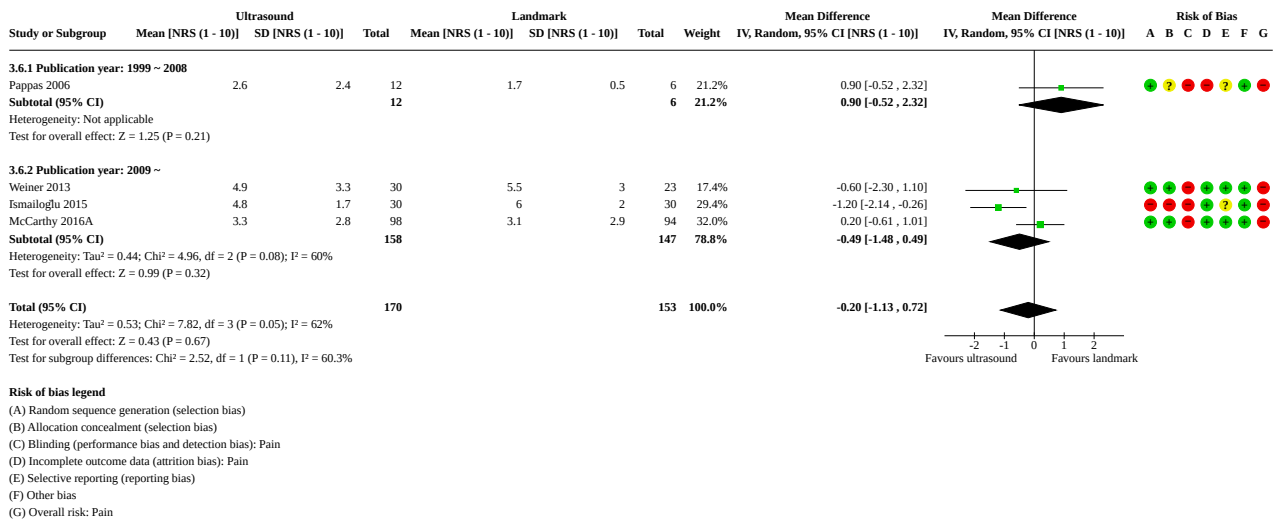 Ultrasound Landmark Mean Difference Mean Difference Risk of Bias
Study or Subgroup Mean [NRS (1 - 10)] SD [NRS (1 - 10)] Total Mean [NRS (1 - 10)] SD [NRS (1 - 10)] Total Weight IV, Random, 95% CI [NRS (1 - 10)] IV, Random, 95% CI [NRS (1 - 10)] A B C D E F G
3.6.1 Publication year: 1999 ~ 2008
Pappas 2006 2.6 2.4 12 1.7 0.5 6 21.2% 0.90 [-0.52 , 2.32] + ? − − ? + −
Subtotal (95% CI) 12 6 21.2% 0.90 [-0.52 , 2.32]
Heterogeneity: Not applicable
Test for overall effect: Z = 1.25 (P = 0.21)
3.6.2 Publication year: 2009 ~
Weiner 2013 4.9 3.3 30 5.5 3 23 17.4% -0.60 [-2.30 , 1.10] + + − + + + −
Ismailoğlu 2015 4.8 1.7 30 6 2 30 29.4% -1.20 [-2.14 , -0.26] − − − + ? + −
McCarthy 2016A 3.3 2.8 98 3.1 2.9 94 32.0% 0.20 [-0.61 , 1.01] + + − + + + −
Subtotal (95% CI) 158 147 78.8% -0.49 [-1.48 , 0.49]
Heterogeneity: Tau² = 0.44; Chi² = 4.96, df = 2 (P = 0.08); I² = 60%
Test for overall effect: Z = 0.99 (P = 0.32)
Total (95% CI) 170 153 100.0% -0.20 [-1.13 , 0.72]
Heterogeneity: Tau² = 0.53; Chi² = 7.82, df = 3 (P = 0.05); I² = 62%
Test for overall effect: Z = 0.43 (P = 0.67)
-2 -1 0 1 2
Test for subgroup differences: Chi² = 2.52, df = 1 (P = 0.11), I² = 60.3% Favours ultrasound Favours landmark
Risk of bias legend
(A) Random sequence generation (selection bias)
(B) Allocation concealment (selection bias)
(C) Blinding (performance bias and detection bias): Pain
(D) Incomplete outcome data (attrition bias): Pain
(E) Selective reporting (reporting bias)
(F) Other bias
(G) Overall risk: Pain